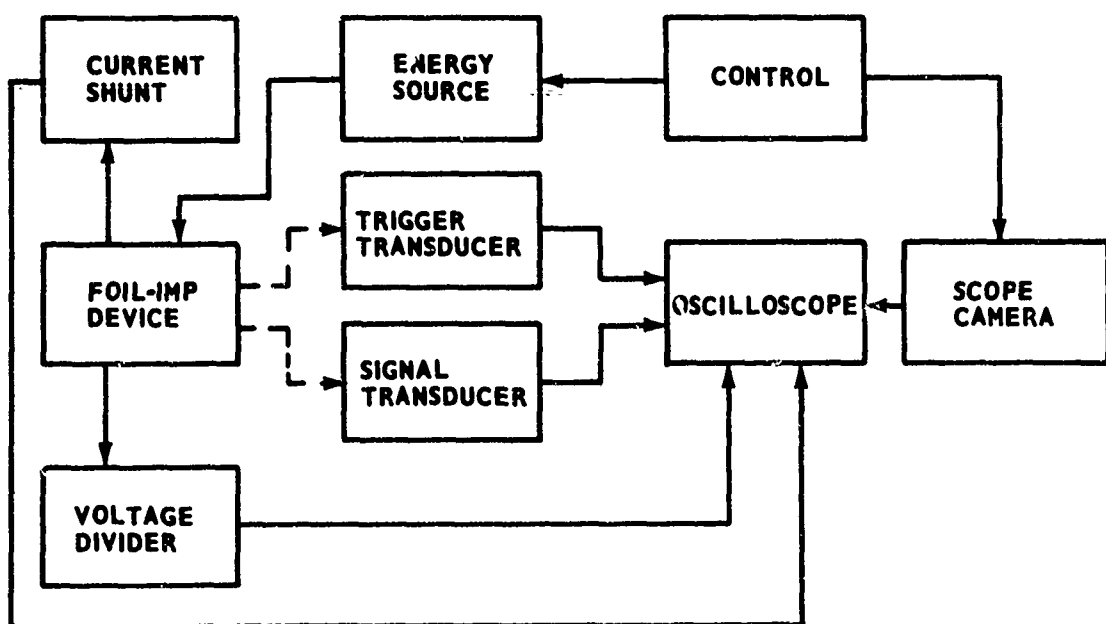 CURRENT
SHUNT
ENERGY
SOURCE
CONTROL
TRIGGER
TRANSDUCER
FOIL-IMP
DEVICE
OSCILLOSCOPE
SCOPE
CAMERA
SIGNAL
TRANSDUCER
VOLTAGE
DIVIDER